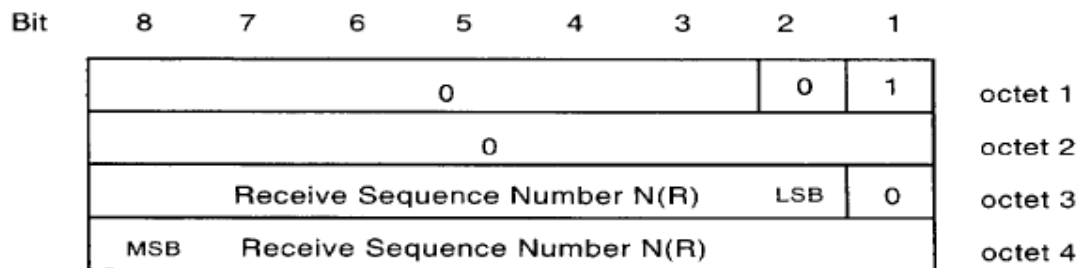 Bit 8 7 6 5 4 3 2 1
0 0 1 octet 1
0 octet 2
Receive Sequence Number N(R) LSB 0 octet 3
MSB Receive Sequence Number N(R) octet 4